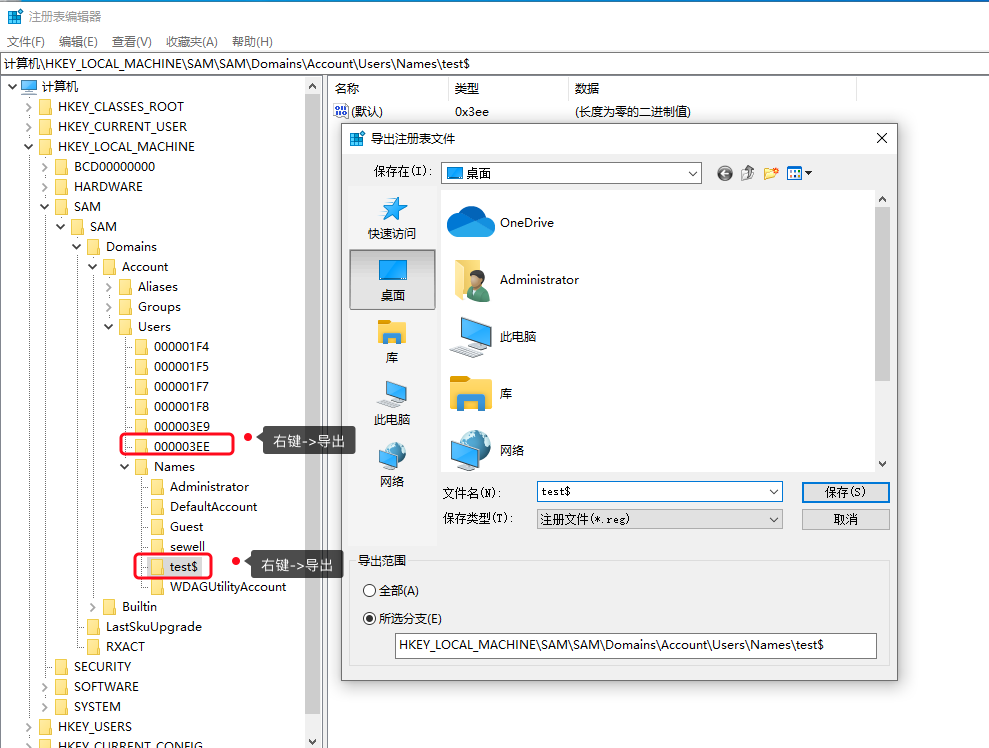 注册表编辑器
文件(F) 编辑(E) 查看(V) 收藏夹(A) 帮助(H)
计算机\HKEY_LOCAL_MACHINE\SAM\SAM\Domains\Account\Users\Names\test$
计算机
HKEY_CLASSES_ROOT
HKEY_CURRENT_USER
HKEY_LOCAL_MACHINE
BCD00000000
HARDWARE
SAM
SAM
Domains
Account
Aliases
Groups
Users
000001F4
000001F5
000001F7
000001F8
000003E9
000003EE
右键->导出
Names
Administrator
DefaultAccount
Guest
sewell
test$
右键->导出
WDAGUtilityAccount
Builtin
LastSkuUpgrade
RXACT
SECURITY
SOFTWARE
SYSTEM
HKEY_USERS
HKEY_CURRENT_CONFIG
名称 类型 数据
(默认) 0x3ee (长度为零的二进制值)
导出注册表文件
保存在(I): 桌面
快速访问
桌面
库
此电脑
网络
OneDrive
Administrator
此电脑
库
网络
文件名(N): test$ 保存(S)
保存类型(T): 注册文件(*.reg) 取消
导出范围
全部(A)
所选分支(E)
HKEY_LOCAL_MACHINE\SAM\SAM\Domains\Account\Users\Names\test$